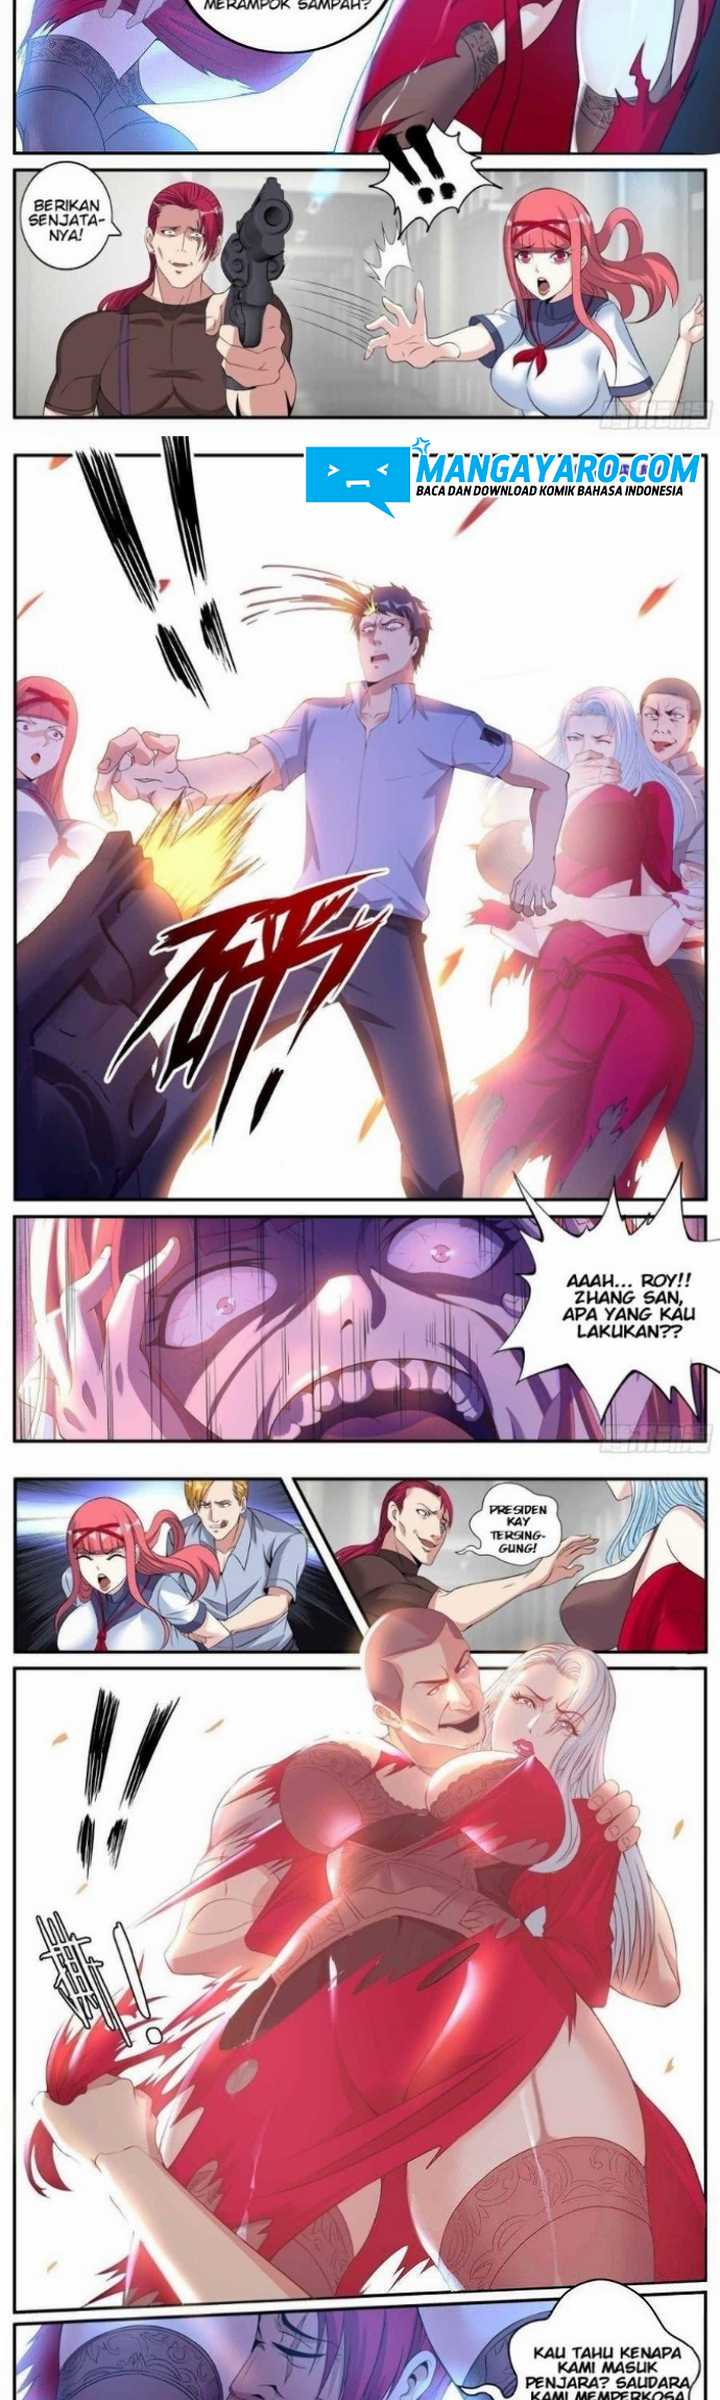 MERAMPOK SAMPAH?
BERIKAN
SENJATA-
NYA!
!!
MANGAYARO.COM
BACA DAN DOWNLOAD KOMIK BAHASA INDONESIA
!!
砰
AAAH... ROY!!
ZHANG SAN,
APA YANG KAU
LAKUKAN??
PRESIDEN
KAY
TERSING-
GUNG!
!!
KAU TAHU KENAPA
KAMI MASUK
PENJARA? SAUDARA
KAMI MEMPERKOSA